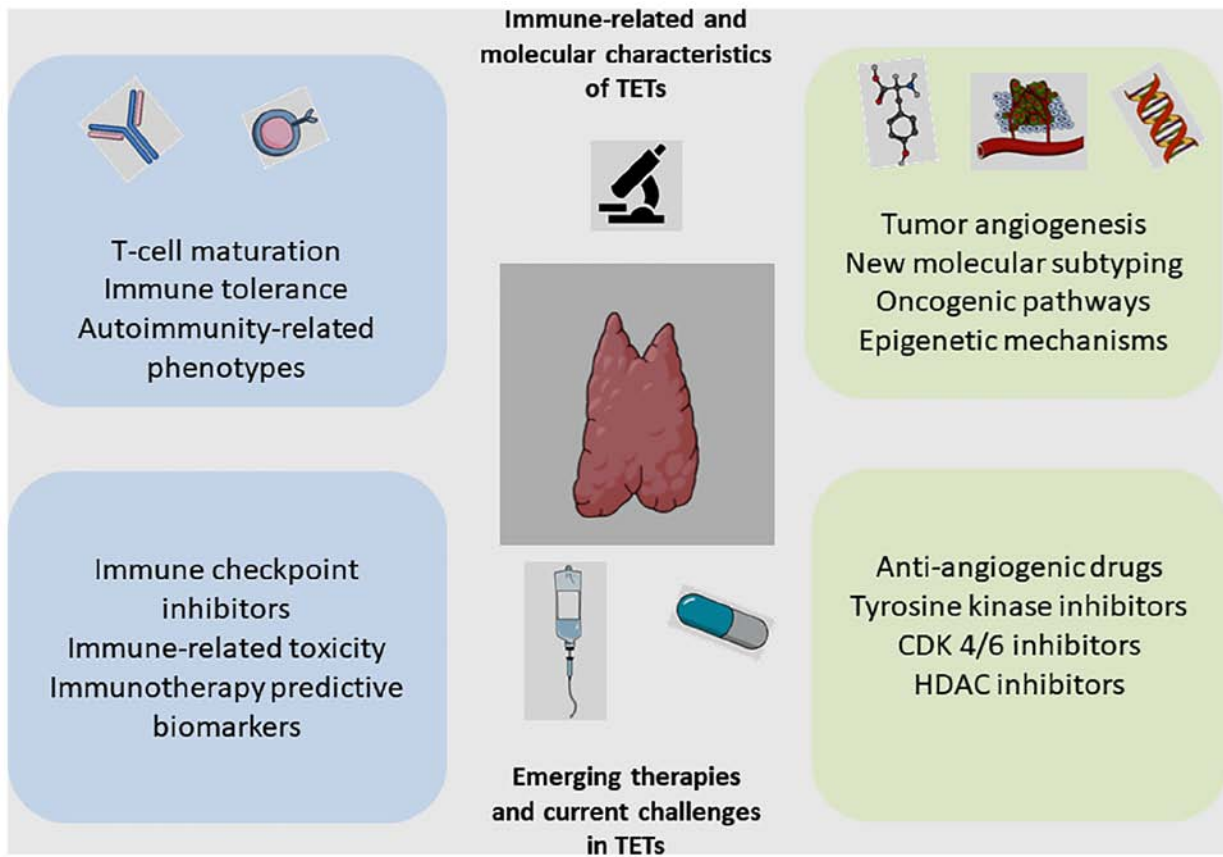 Immune-related and
molecular characteristics
of TETs
T-cell maturation
Immune tolerance
Autoimmunity-related
phenotypes
Tumor angiogenesis
New molecular subtyping
Oncogenic pathways
Epigenetic mechanisms
Immune checkpoint
inhibitors
Immune-related toxicity
Immunotherapy predictive
biomarkers
Anti-angiogenic drugs
Tyrosine kinase inhibitors
CDK 4/6 inhibitors
HDAC inhibitors
Emerging therapies
and current challenges
in TETs